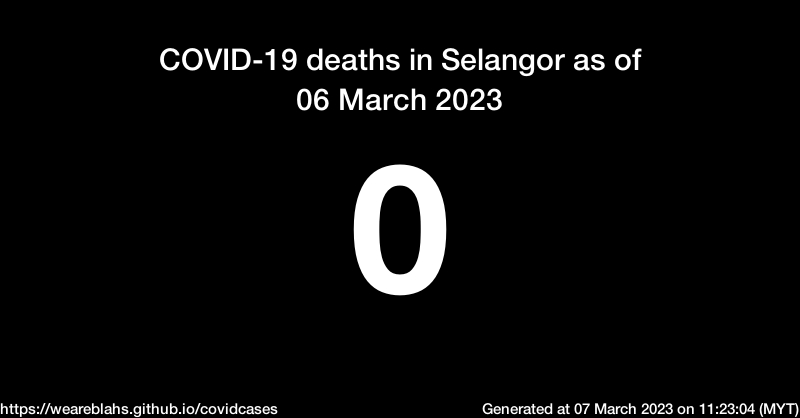 COVID-19 deaths in Selangor as of
06 March 2023
0
https://weareblahs.github.io/covidcases
Generated at 07 March 2023 on 11:23:04 (MYT)